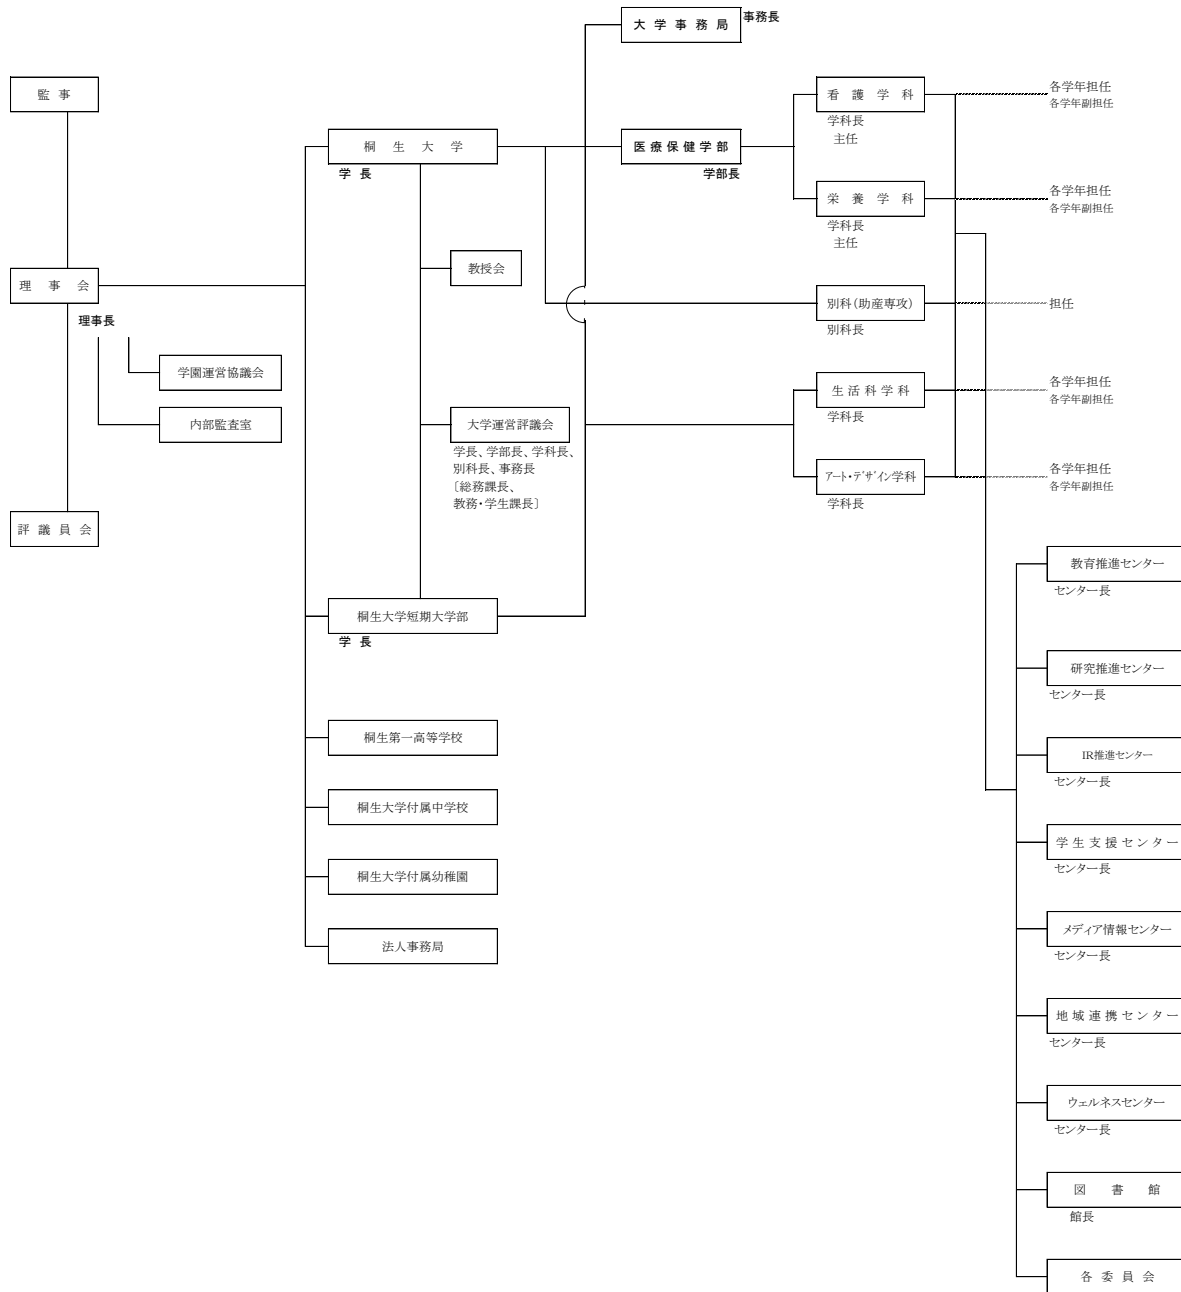 大学事務局
事務長
監事
桐生大学
学長
医療保健学部
学部長
看護学科
学科長
主任
各学年担任
各学年副担任
栄養学科
学科長
主任
各学年担任
各学年副担任
理事会
理事長
教授会
別科(助産専攻)
別科長
担任
学園運営協議会
内部監査室
大学運営評議会
学長、学部長、学科長、
別科長、事務長
〔総務課長、
教務・学生課長〕
生活科学科
学科長
各学年担任
各学年副担任
アート・デザイン学科
学科長
各学年担任
各学年副担任
評議員会
桐生大学短期大学部
学長
桐生第一高等学校
桐生大学付属中学校
桐生大学付属幼稚園
法人事務局
教育推進センター
センター長
研究推進センター
センター長
IR推進センター
センター長
学生支援センター
センター長
メディア情報センター
センター長
地域連携センター
センター長
ウェルネスセンター
センター長
図書館
館長
各委員会